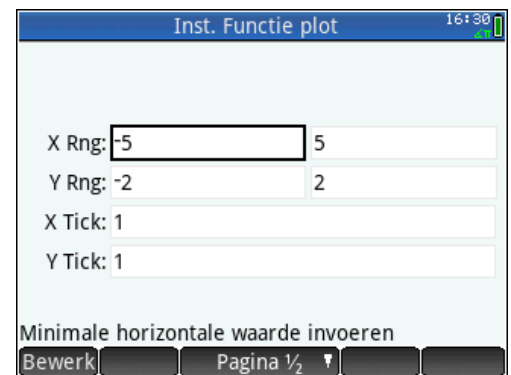 Inst. Functie plot 16:30
∡π
X Rng: -5 5
Y Rng: -2 2
X Tick: 1
Y Tick: 1
Minimale horizontale waarde invoeren
Bewerk Pagina ½ ▼